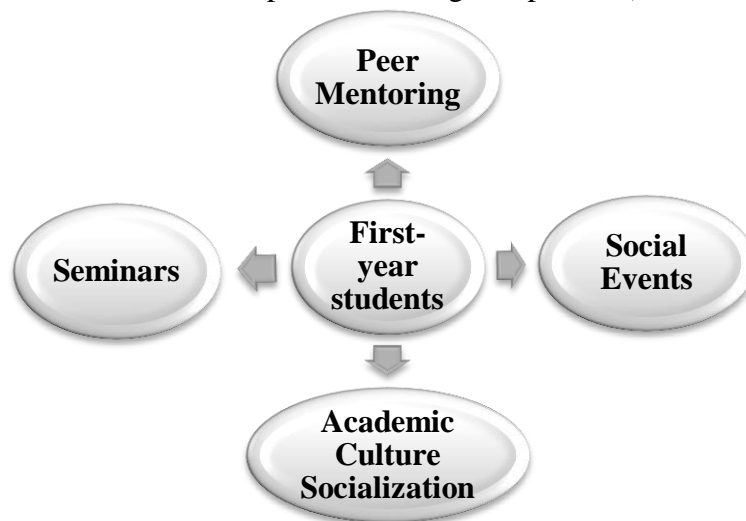 Peer
Mentoring
Seminars
First-
year
students
Social
Events
Academic
Culture
Socialization